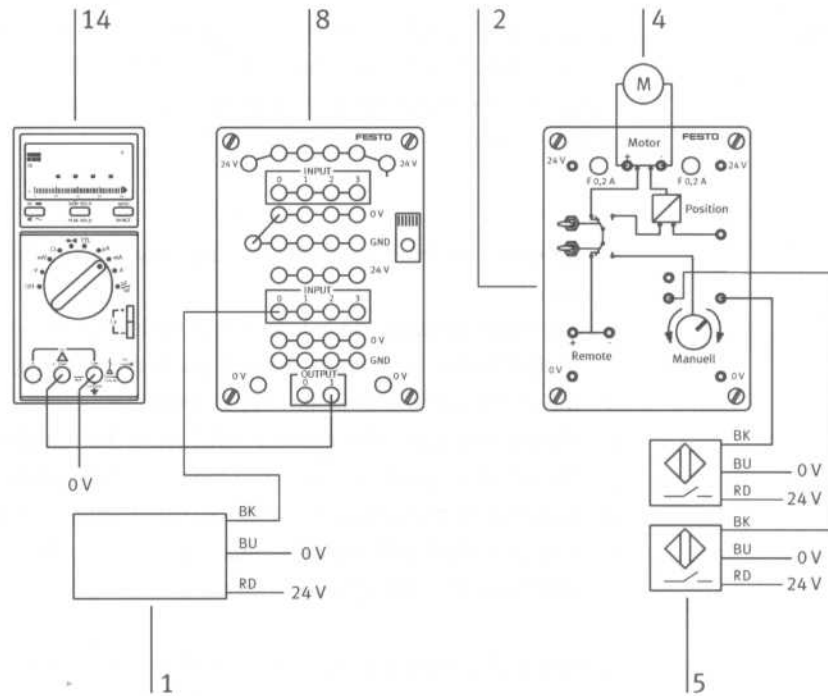 14
8
2
4
M
FESTO
24 V
24 V
INPUT
0 1 2 3
0 V
GND
24 V
INPUT
0 1 2 3
0 V
GND
0 V
OUTPUT
0 V
0 1
Motor
FESTO
+ -
24 V
24 V
F 0,2 A
F 0,2 A
Position
+ -
Remote
Manuell
0 V
0 V
0 V
BK
BU
0 V
RD
24 V
BK
BU
0 V
RD
24 V
BK
BU
0 V
RD
24 V
1
5